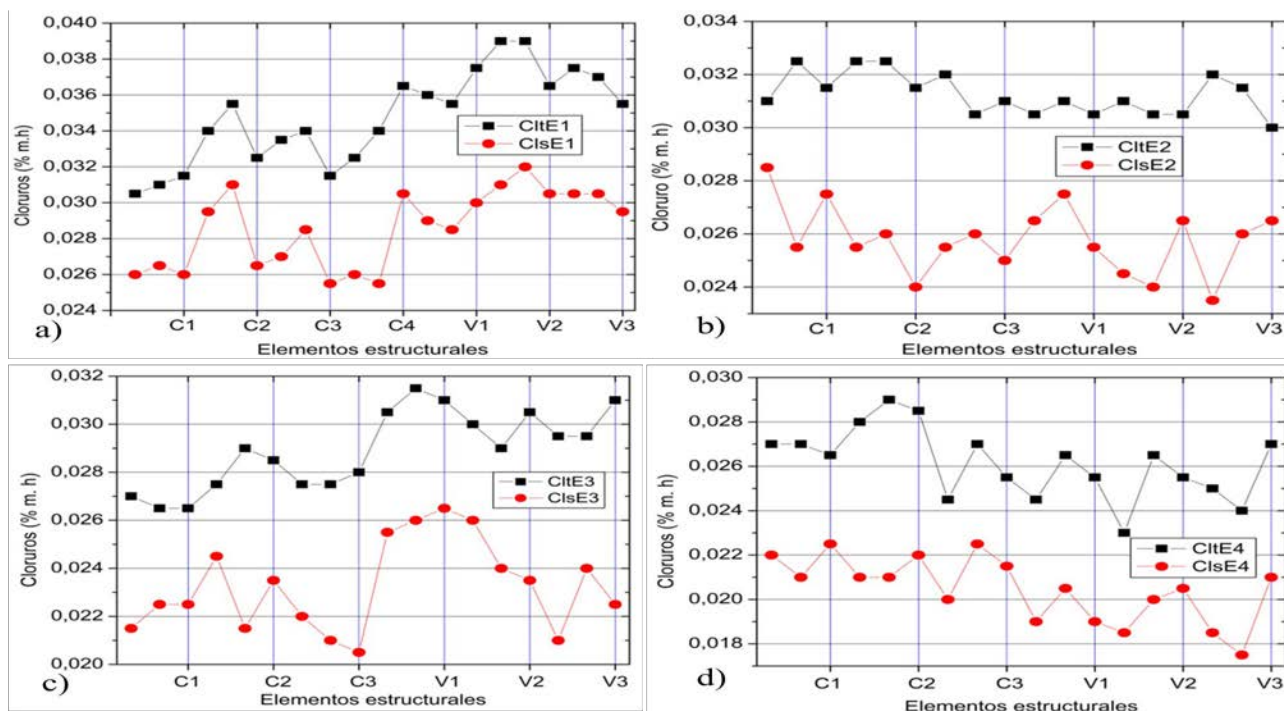 0,040
0,038
0,036
0,034
0,032
0,030
0,028
0,026
0,024
Cloruros (% m.h)
CltE1
ClsE1
C1 C2 C3 C4 V1 V2 V3
Elementos estructurales
a)
0,034
0,032
0,030
0,028
0,026
0,024
Cloruro (% m. h)
CltE2
ClsE2
C1 C2 C3 V1 V2 V3
Elementos estructurales
b)
0,032
0,030
0,028
0,026
0,024
0,022
0,020
Cloruros (% m. h)
CltE3
ClsE3
C1 C2 C3 V1 V2 V3
Elementos estructurales
c)
0,030
0,028
0,026
0,024
0,022
0,020
0,018
Cloruros (% m. h)
CltE4
ClsE4
C1 C2 C3 V1 V2 V3
Elementos estructurales
d)